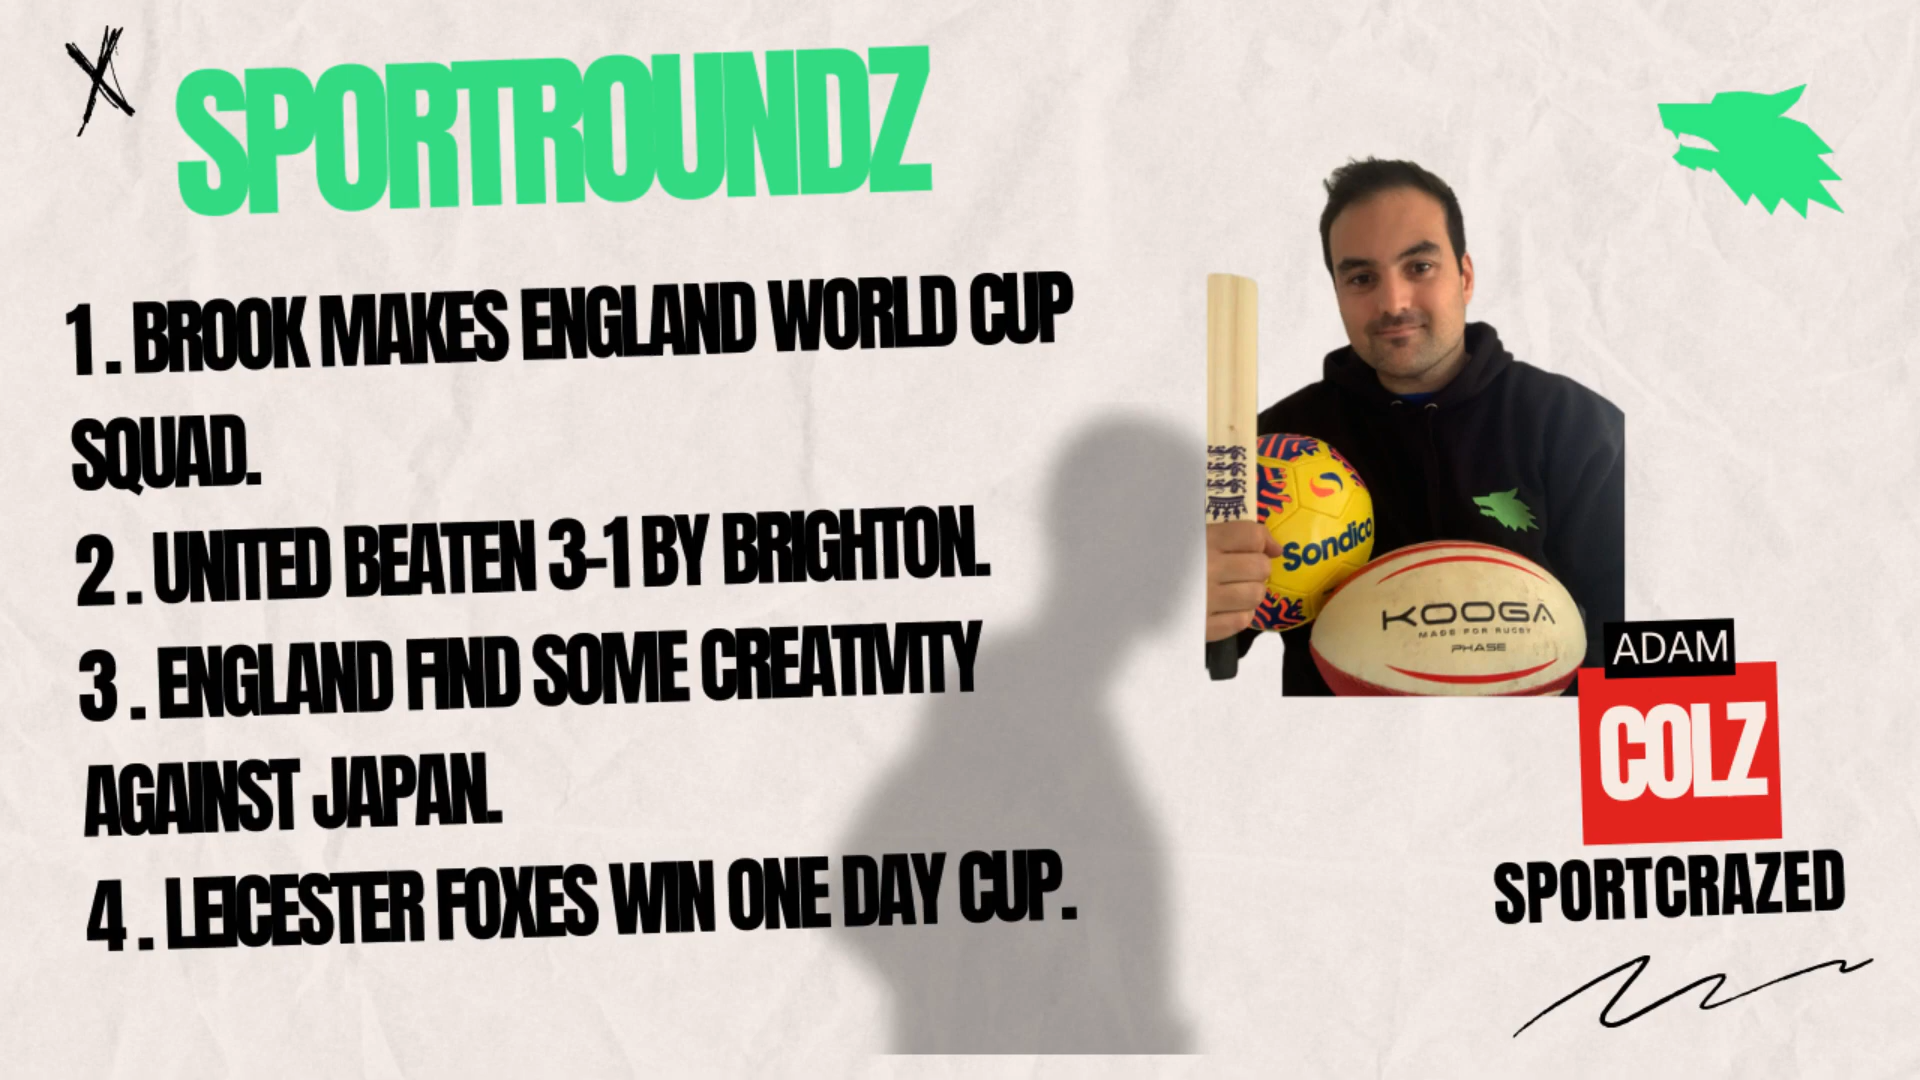 SPORTROUNDZ
1. BROOK MAKES ENGLAND WORLD CUP
SQUAD.
2. UNITED BEATEN 3-1 BY BRIGHTON.
3. ENGLAND FIND SOME CREATIVITY
AGAINST JAPAN.
4. LEICESTER FOXES WIN ONE DAY CUP.
Sondico
KOOGA
MADE FOR RUGBY
PHASE
ADAM
COLZ
SPORTCRAZED